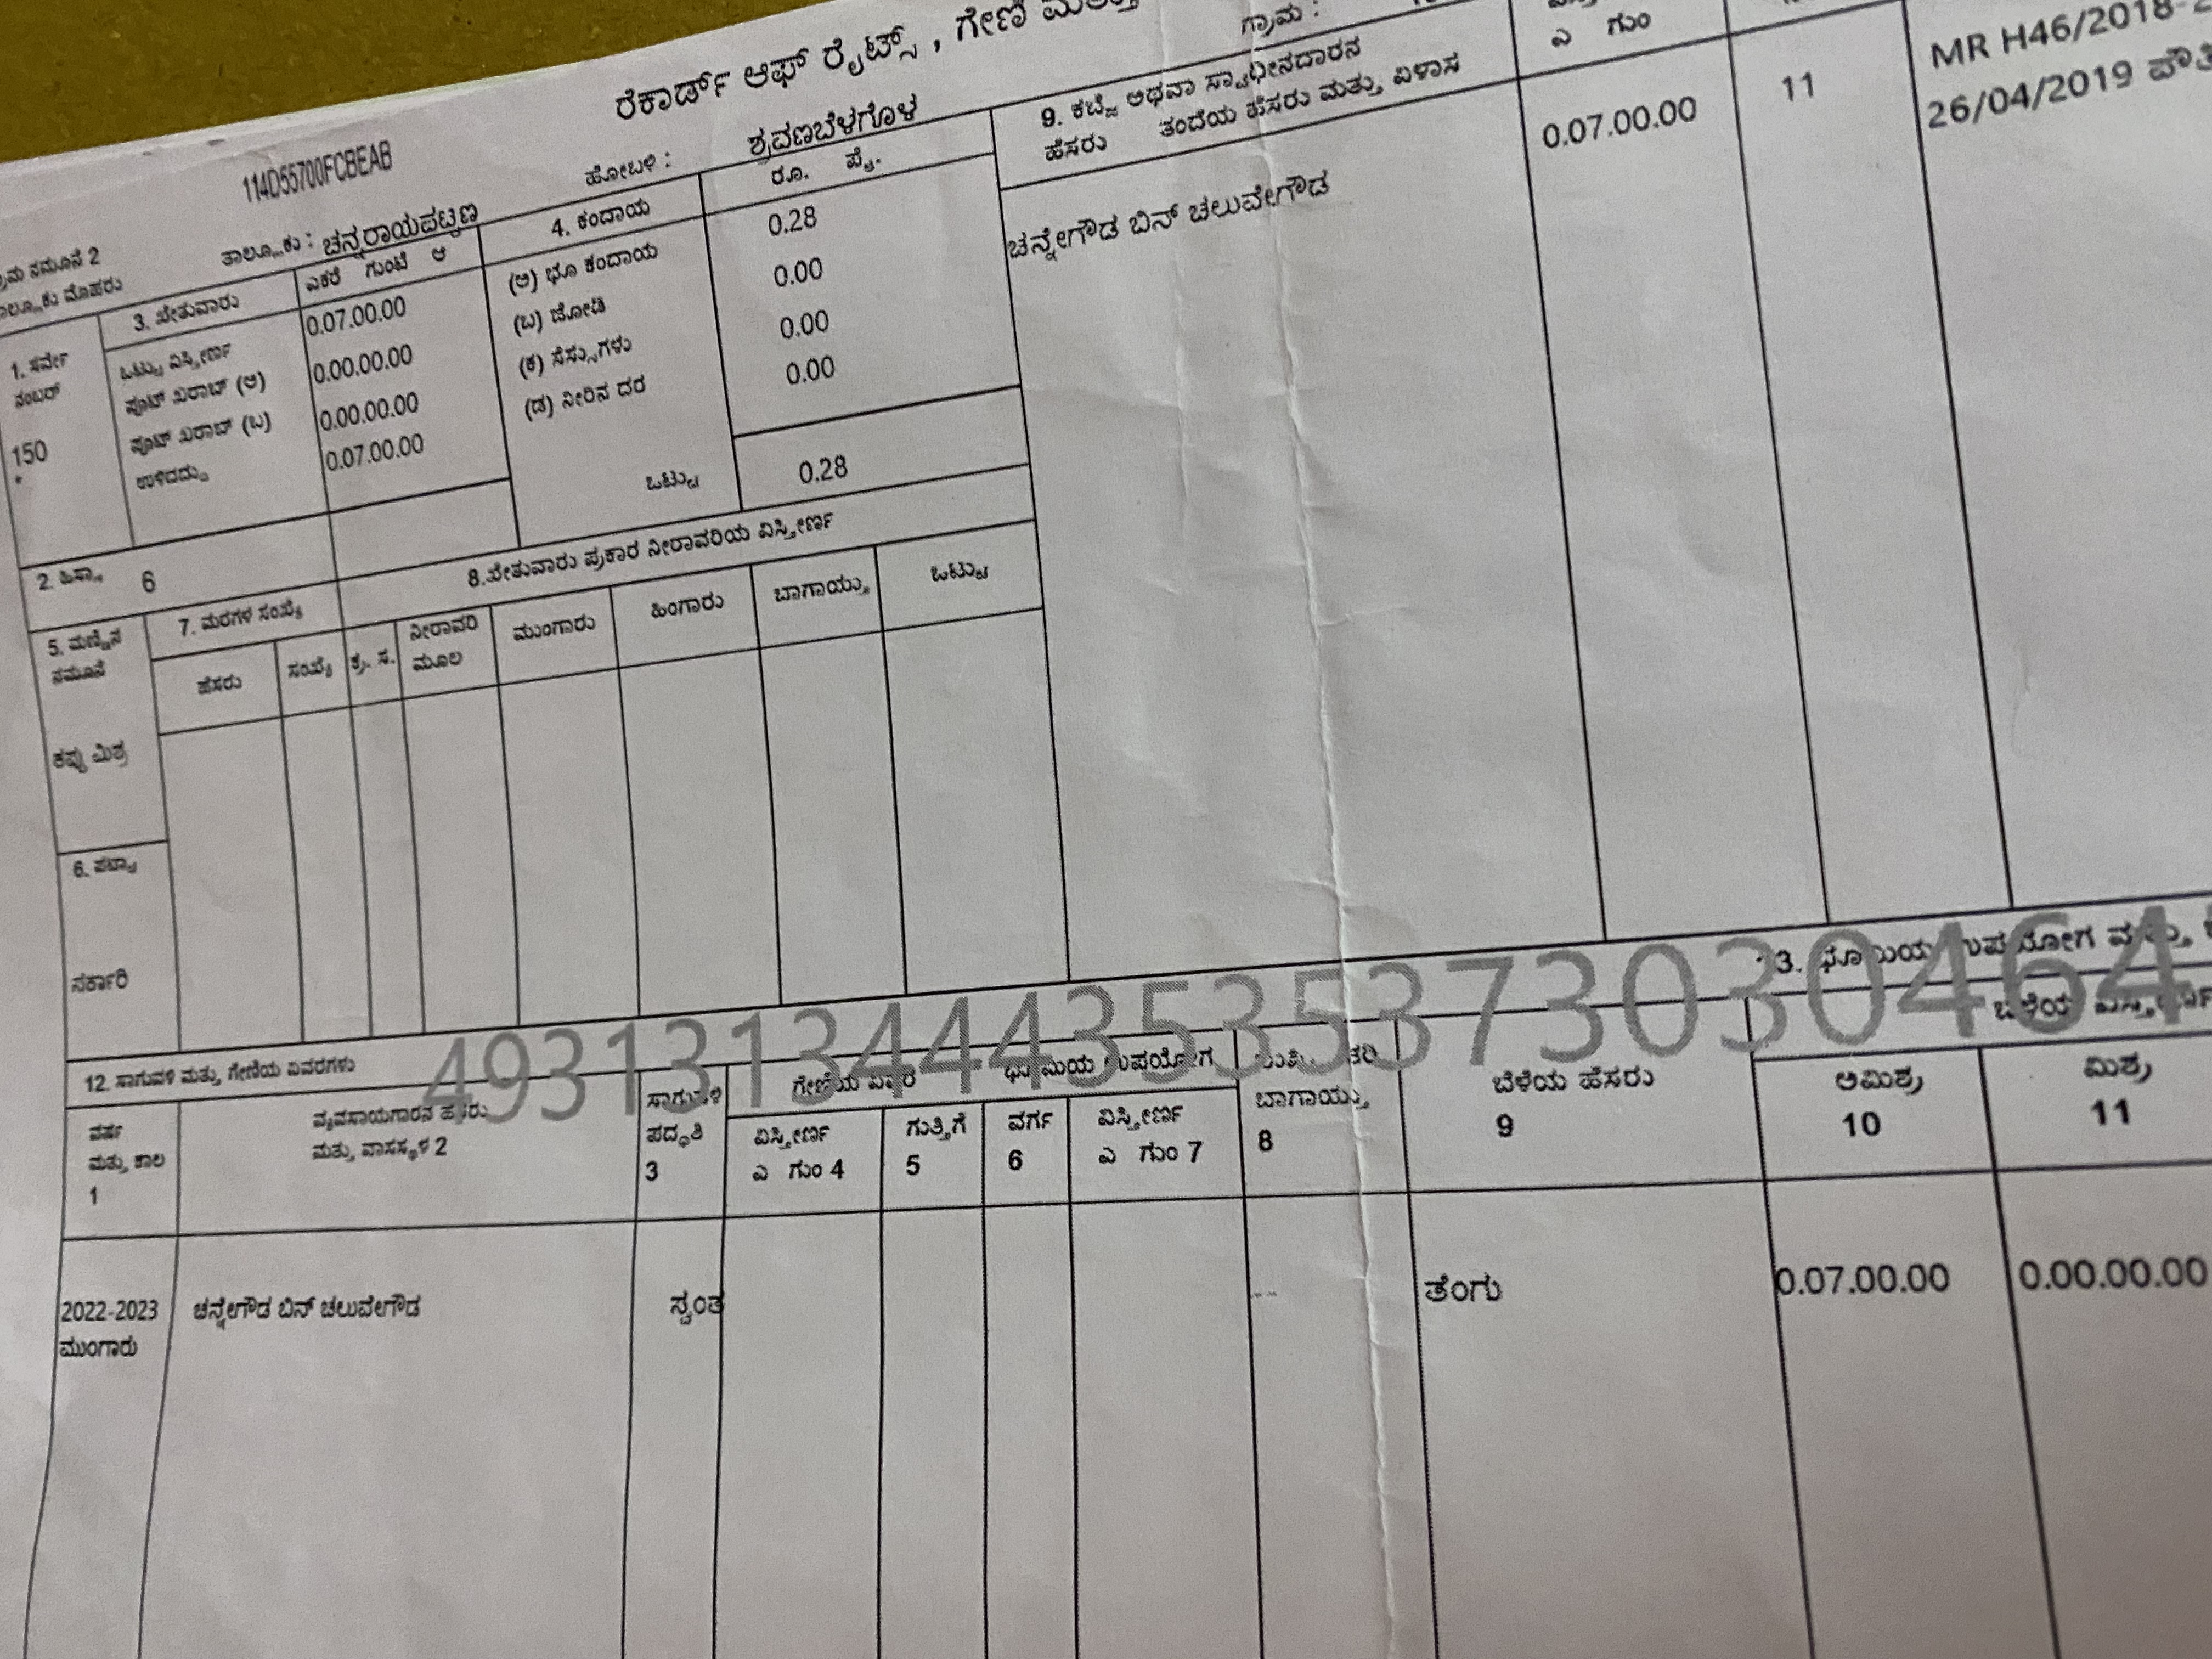 ರೆಕಾರ್ಡ್ ಆಫ್ ರೈಟ್ಸ್ , ಗೇಣಿ
114D55700FCBEAB
ನಮೂನೆ 2
ತಾಲ್ಲೂಕು : ಚನ್ನರಾಯಪಟ್ಟಣ
ಹೋಬಳಿ : ಶ್ರವಣಬೆಳಗೊಳ
ಗ್ರಾಮ :
1. ಸರ್ವೇ
ನಂಬರ್
150
*
3. ಖೇತುವಾರು
ಎಕರೆ ಗುಂಟೆ ಆ
ಒಟ್ಟು ವಿಸ್ತೀರ್ಣ 0.07.00.00
ಪೂಟ್ ಖರಾಬ್ (ಅ) 0.00.00.00
ಪೂಟ್ ಖರಾಬ್ (ಬ) 0.00.00.00
ಉಳಿದದ್ದು 0.07.00.00
4. ಕಂದಾಯ ರೂ. ಪೈ.
(ಅ) ಭೂ ಕಂದಾಯ 0.28
(ಬ) ಜೋಡಿ 0.00
(ಕ) ಸೆಸ್ಸುಗಳು 0.00
(ಡ) ನೀರಿನ ದರ 0.00
ಒಟ್ಟು 0.28
9. ಕಬ್ಜೆ ಅಥವಾ ಸ್ವಾಧೀನದಾರನ
ಹೆಸರು ತಂದೆಯ ಹೆಸರು ಮತ್ತು ವಿಳಾಸ
ಚನ್ನೇಗೌಡ ಬಿನ್ ಚಲುವೇಗೌಡ
ಎ ಗುಂ
0.07.00.00
11
MR H46/2018-2
26/04/2019
2. ಹಿಸ್ಸಾ 6
5. ಮಣ್ಣಿನ
ನಮೂನೆ
ಕಪ್ಪು ಮಿಶ್ರ
6. ಪಟ್ಟಾ
ಸರ್ಕಾರಿ
7. ಮರಗಳ ಸಂಖ್ಯೆ
ಹೆಸರು ಸಂಖ್ಯೆ
8.ಖೇತುವಾರು ಪ್ರಕಾರ ನೀರಾವರಿಯ ವಿಸ್ತೀರ್ಣ
ಕ್ರ. ಸ. ನೀರಾವರಿ ಮುಂಗಾರು ಹಿಂಗಾರು ಬಾಗಾಯ್ತು ಒಟ್ಟು
ಮೂಲ
4931313444353537303046
12. ಸಾಗುವಳಿ ಮತ್ತು ಗೇಣಿಯ ವಿವರಗಳು
3. ಭೂಮಿಯ ಉಪಯೋಗ ಮತ್ತು
ವರ್ಷ
ಮತ್ತು ಕಾಲ
1
ವ್ಯವಸಾಯಗಾರನ ಹೆಸರು
ಮತ್ತು ವಾಸಸ್ಥಳ 2
ಸಾಗುವಳಿ
ಪದ್ಧತಿ
3
ಗೇಣಿಯ ವಿವರ
ವಿಸ್ತೀರ್ಣ
ಎ ಗುಂ 4
ಗುತ್ತಿಗೆ
5
ಭೂಮಿಯ ಉಪಯೋಗ
ವರ್ಗ
6
ವಿಸ್ತೀರ್ಣ
ಎ ಗುಂ 7
ಬಾಗಾಯ್ತು
8
ಬೆಳೆಯ ಹೆಸರು
9
ಬೆಳೆಯ ವಿಸ್ತೀರ್ಣ
ಅಮಿಶ್ರ
10
ಮಿಶ್ರ
11
2022-2023 ಚನ್ನೇಗೌಡ ಬಿನ್ ಚಲುವೇಗೌಡ ಸ್ವಂತ ತೆಂಗು 0.07.00.00 0.00.00.00
ಮುಂಗಾರು